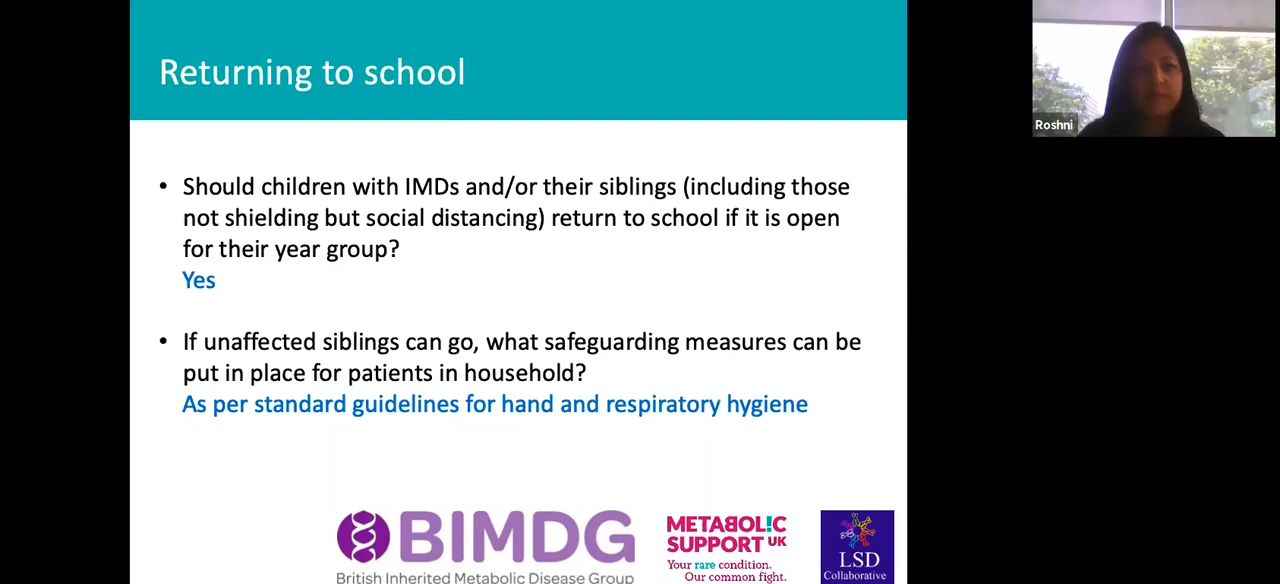 Returning to school
Roshni
• Should children with IMDs and/or their siblings (including those
not shielding but social distancing) return to school if it is open
for their year group?
Yes
• If unaffected siblings can go, what safeguarding measures can be
put in place for patients in household?
As per standard guidelines for hand and respiratory hygiene
BIMDG
British Inherited Metabolic Disease Group
METABOL!C
SUPPORT UK
Your rare condition.
Our common fight.
LSD
Collaborative